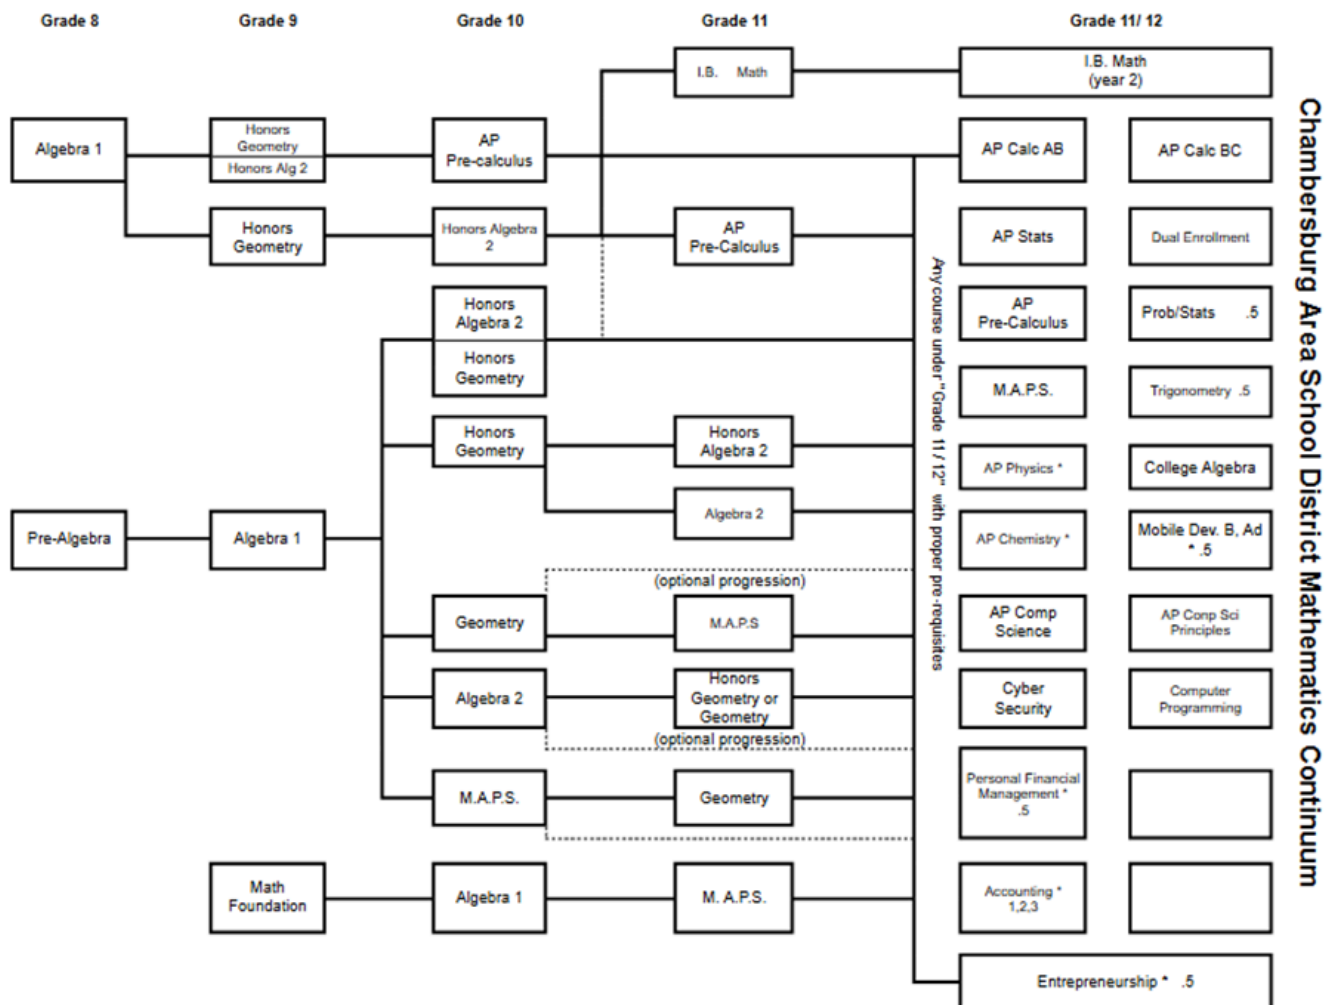 Grade 8
Grade 9
Grade 10
Grade 11
Grade 11/ 12
I.B. Math
I.B. Math
(year 2)
Algebra 1
Honors
Geometry
Honors Alg 2
AP
Pre-calculus
AP Calc AB
AP Calc BC
Honors
Geometry
Honors Algebra
2
AP
Pre-Calculus
AP Stats
Dual Enrollment
Honors
Algebra 2
Honors
Geometry
AP
Pre-Calculus
Prob/Stats .5
M.A.P.S.
Trigonometry .5
Honors
Geometry
Honors
Algebra 2
AP Physics *
College Algebra
Algebra 2
Pre-Algebra
Algebra 1
AP Chemistry *
Mobile Dev. B, Ad
* .5
(optional progression)
Geometry
M.A.P.S
AP Comp
Science
AP Conp Sci
Principles
Algebra 2
Honors
Geometry or
Geometry
Cyber
Security
Computer
Programming
(optional progression)
M.A.P.S.
Geometry
Personal Financial
Management *
.5
Math
Foundation
Algebra 1
M. A.P.S.
Accounting *
1,2,3
Entrepreneurship * .5
Any course under "Grade 11 / 12" with proper pre-requisites
Chambersburg Area School District Mathematics Continuum